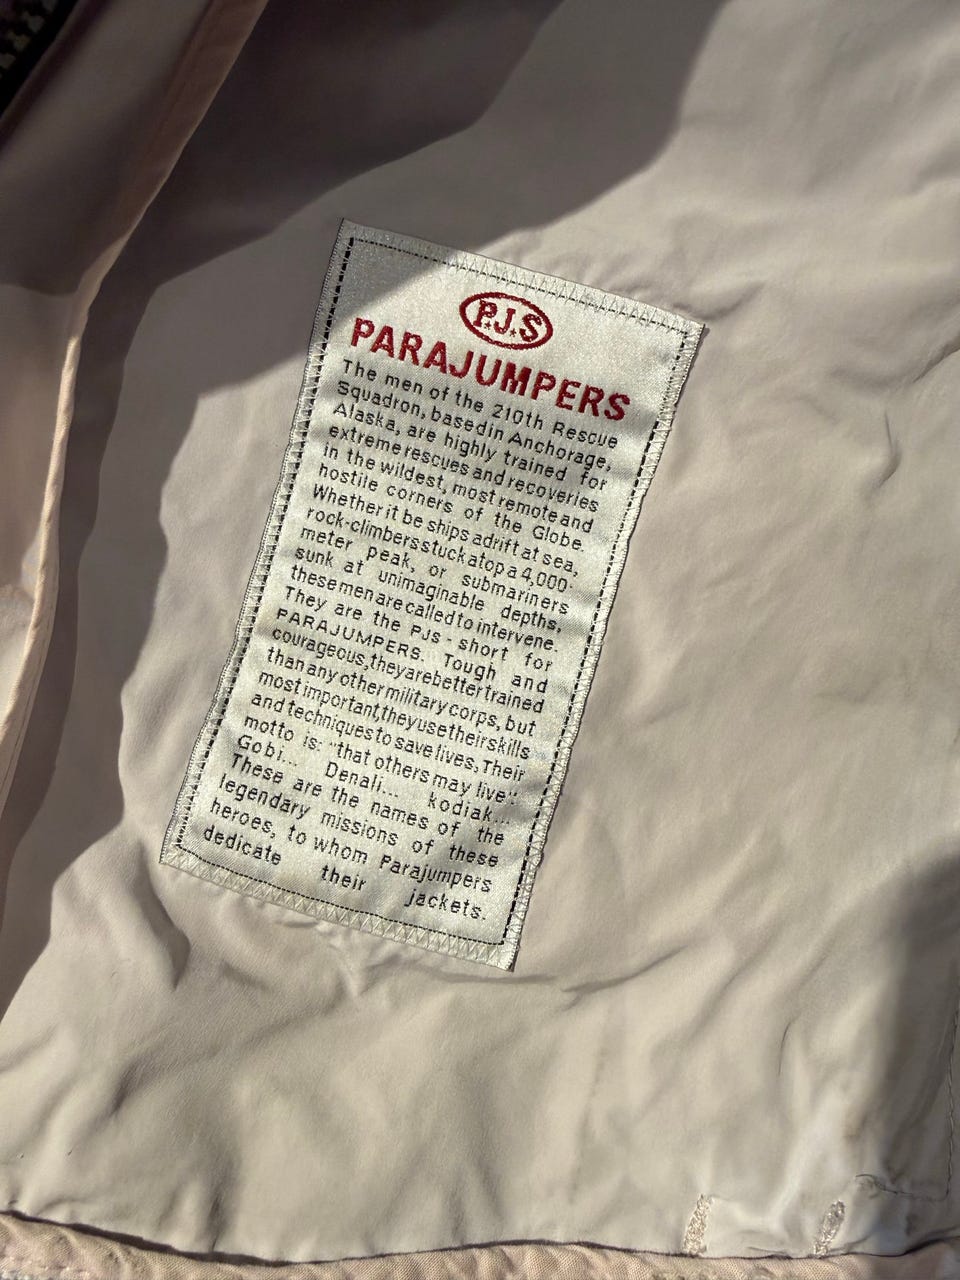 P.J.S
PARAJUMPERS
The men of the 210th Rescue
Squadron, based in Anchorage,
Alaska, are highly trained for
extreme rescues and recoveries
in the wildest, most remote and
hostile corners of the Globe.
Whether it be ships adrift at sea,
rock-climbers stuck atop a 4,000-
meter peak, or submariners
sunk at unimaginable depths,
these men are called to intervene.
They are the PJs - short for
PARAJUMPERS. Tough and
courageous, they are better trained
than any other military corps, but
most important, they use their skills
and techniques to save lives, Their
motto is: "that others may live":
Gobi... Denali... kodiak...
These are the names of the
legendary missions of these
heroes, to whom Parajumpers
dedicate their jackets.